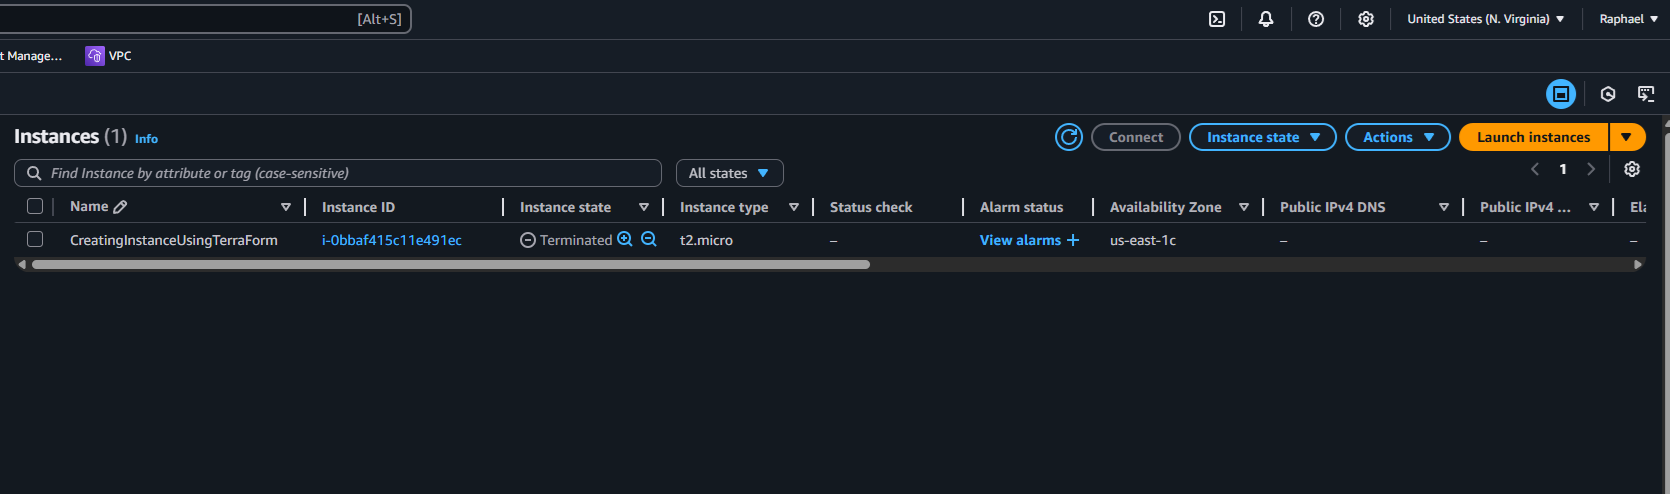 [Alt+S] United States (N. Virginia) Raphael
t Manage... VPC
Instances (1) Info Connect Instance state Actions Launch instances
Find Instance by attribute or tag (case-sensitive) All states 1
Name Instance ID Instance state Instance type Status check Alarm status Availability Zone Public IPv4 DNS Public IPv4 ... Ela
CreatingInstanceUsingTerraForm i-0bbaf415c11e491ec Terminated t2.micro – View alarms + us-east-1c – – –